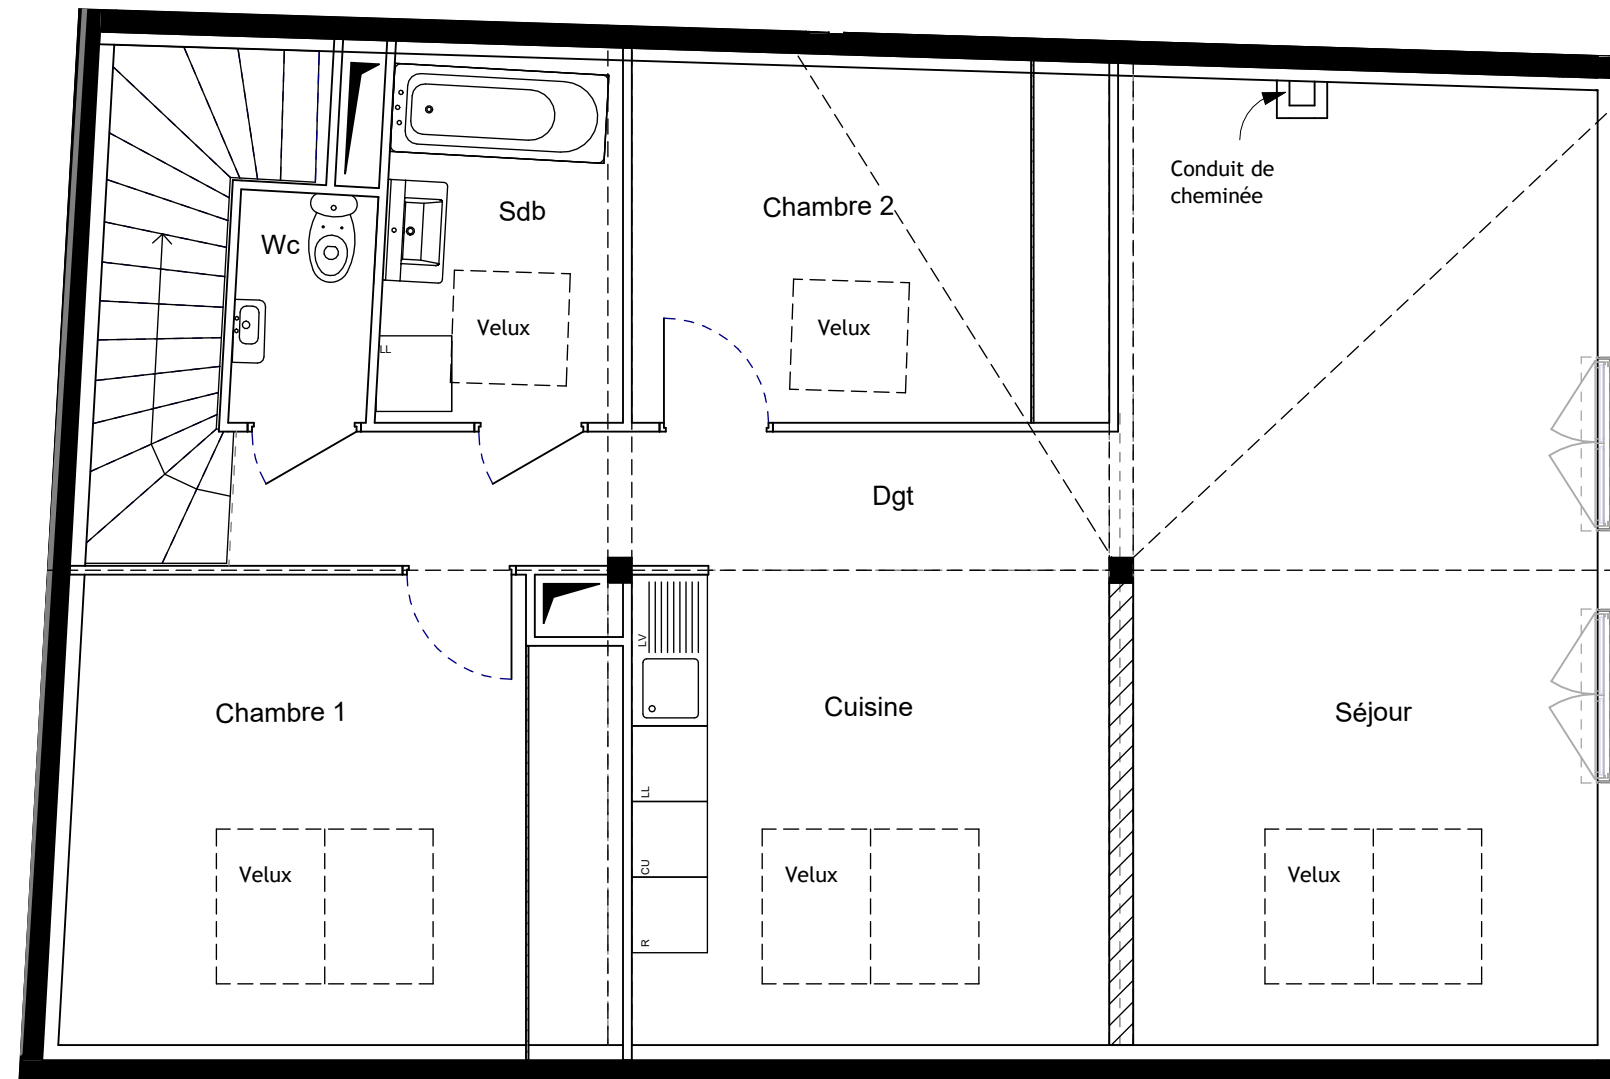 Conduit de
cheminée
Sdb
Chambre 2
Wc
Velux
Velux
LL
Dgt
LV
Chambre 1
Cuisine
Séjour
LL
CU
Velux
Velux
Velux
R